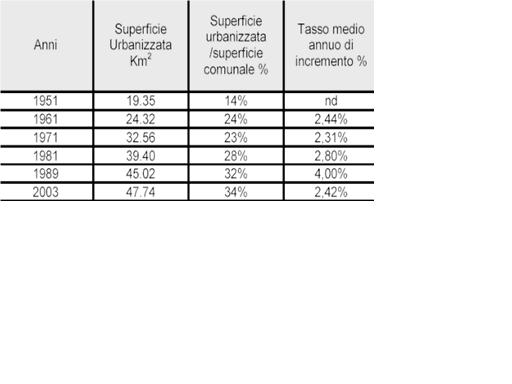 Anni
Superficie
Urbanizzata
Km²
Superficie
urbanizzata
/superficie
comunale %
Tasso medio
annuo di
incremento %
1951 19.35 14% nd
1961 24.32 24% 2,44%
1971 32.56 23% 2,31%
1981 39.40 28% 2,80%
1989 45.02 32% 4,00%
2003 47.74 34% 2,42%